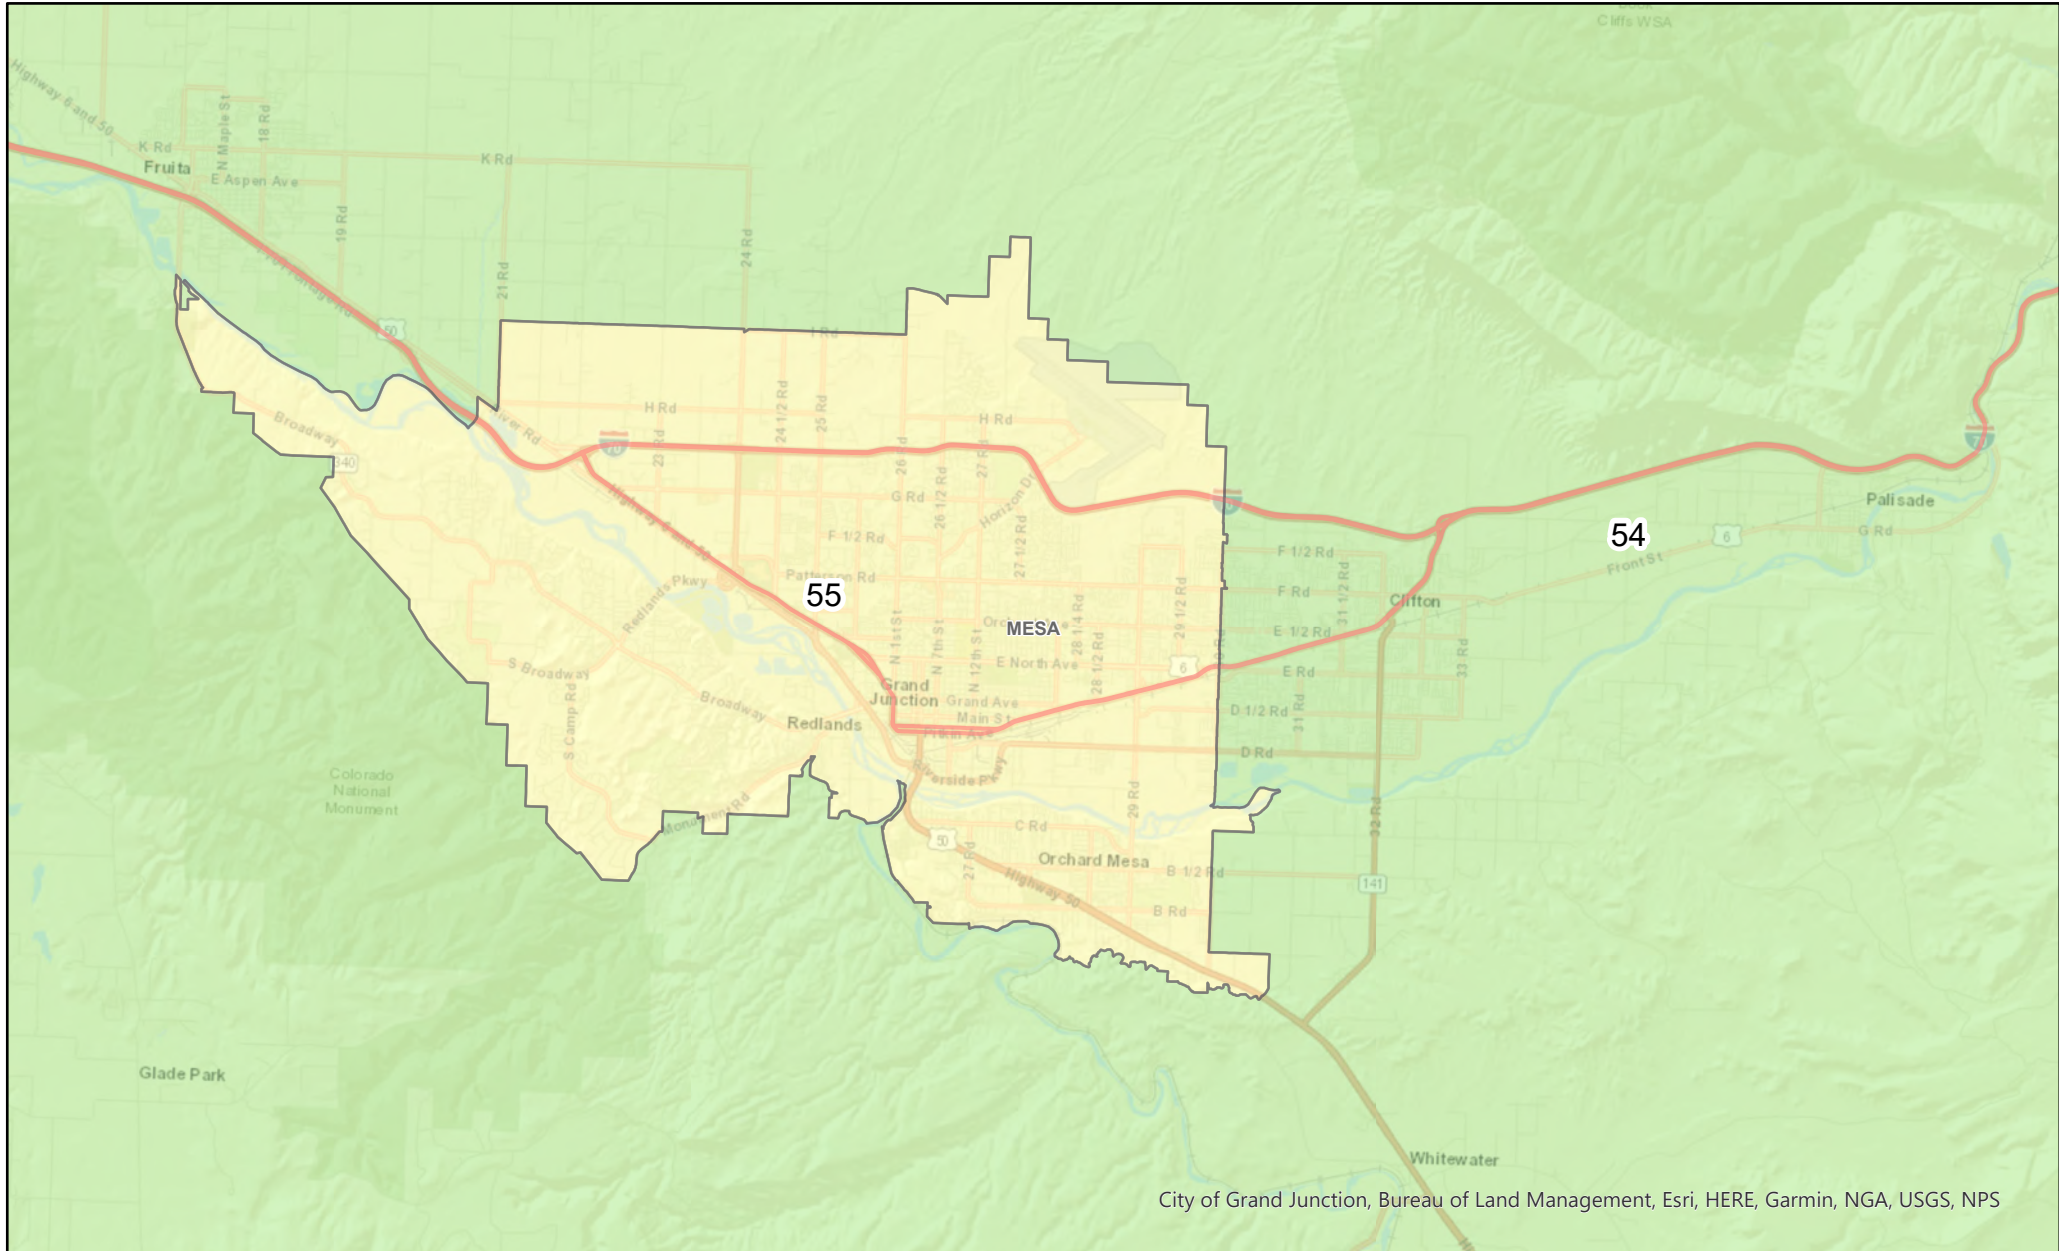 Cliffs WSA
Highway 6 and 50
N Maple St
18 Rd
K Rd
K Rd
Fruita
E Aspen Ave
19 Rd
21 Rd
24 Rd
50
I Rd
Broadway
340
River Rd
H Rd
H Rd
24 1/2 Rd
25 Rd
23 Rd
70
26 Rd
26 1/2 Rd
27 Rd
G Rd
Horizon Dr
Highway 6 and 50
F 1/2 Rd
27 1/2 Rd
70
Palisade
G Rd
6
54
Front St
F 1/2 Rd
Patterson Rd
Redlands Pkwy
55
F Rd
31 1/2 Rd
Clifton
29 1/2 Rd
28 1/4 Rd
MESA
E 1/2 Rd
N 1st St
N 7th St
N 12th St
E North Ave
28 1/2 Rd
6
33 Rd
E Rd
S Broadway
S Camp Rd
Grand
Junction
Grand Ave
Main St
Broadway
Redlands
D 1/2 Rd
31 Rd
Pitkin Ave
D Rd
Riverside Pkwy
Colorado
National
Monument
Monument Rd
29 Rd
32 Rd
C Rd
50
27 Rd
Orchard Mesa
B 1/2 Rd
141
Highway 50
B Rd
Glade Park
Whitewater
City of Grand Junction, Bureau of Land Management, Esri, HERE, Garmin, NGA, USGS, NPS